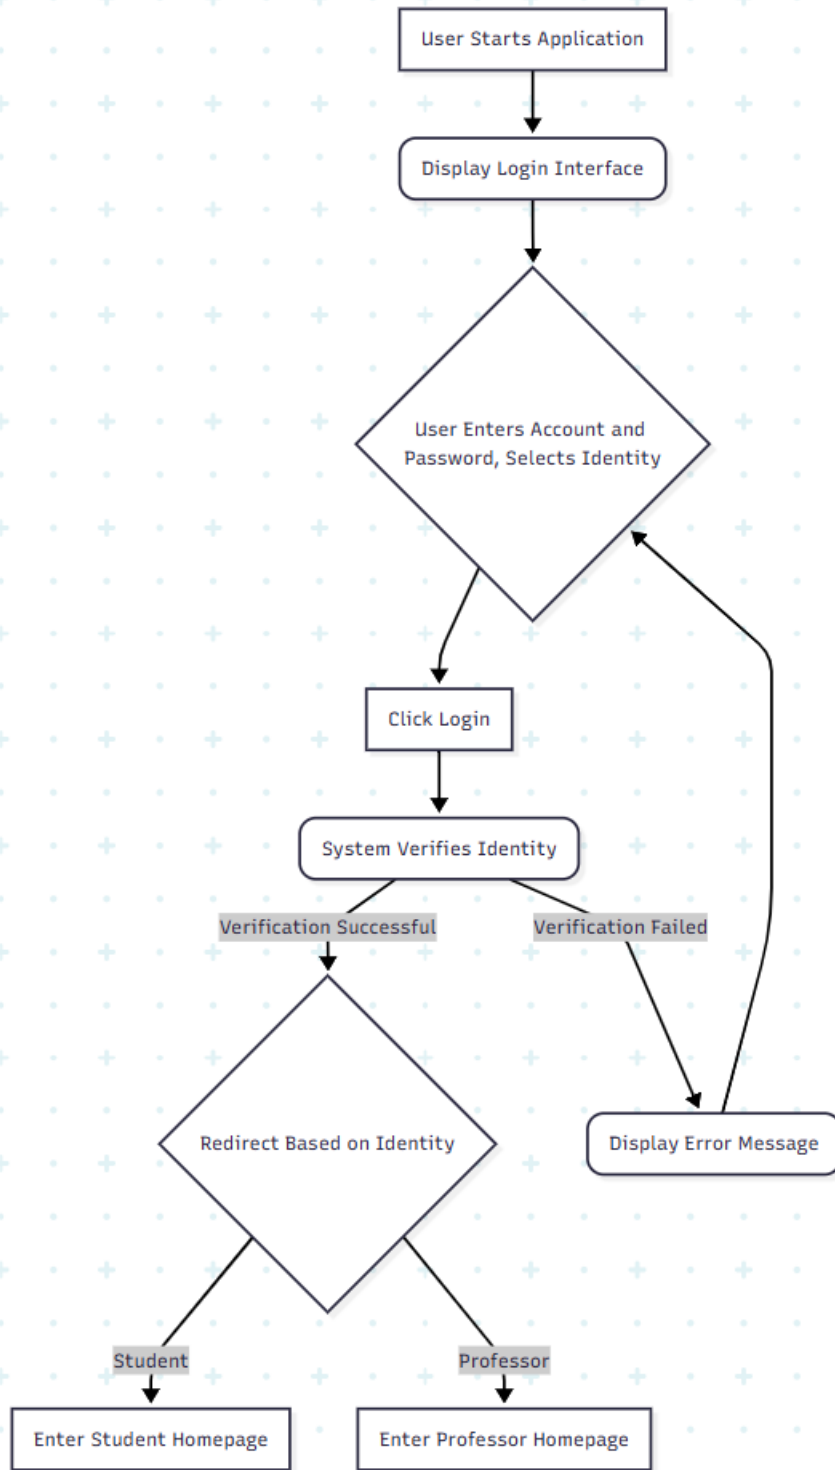 User Starts Application
Display Login Interface
User Enters Account and
Password, Selects Identity
Click Login
System Verifies Identity
Verification Successful
Verification Failed
Redirect Based on Identity
Display Error Message
Student
Professor
Enter Student Homepage
Enter Professor Homepage